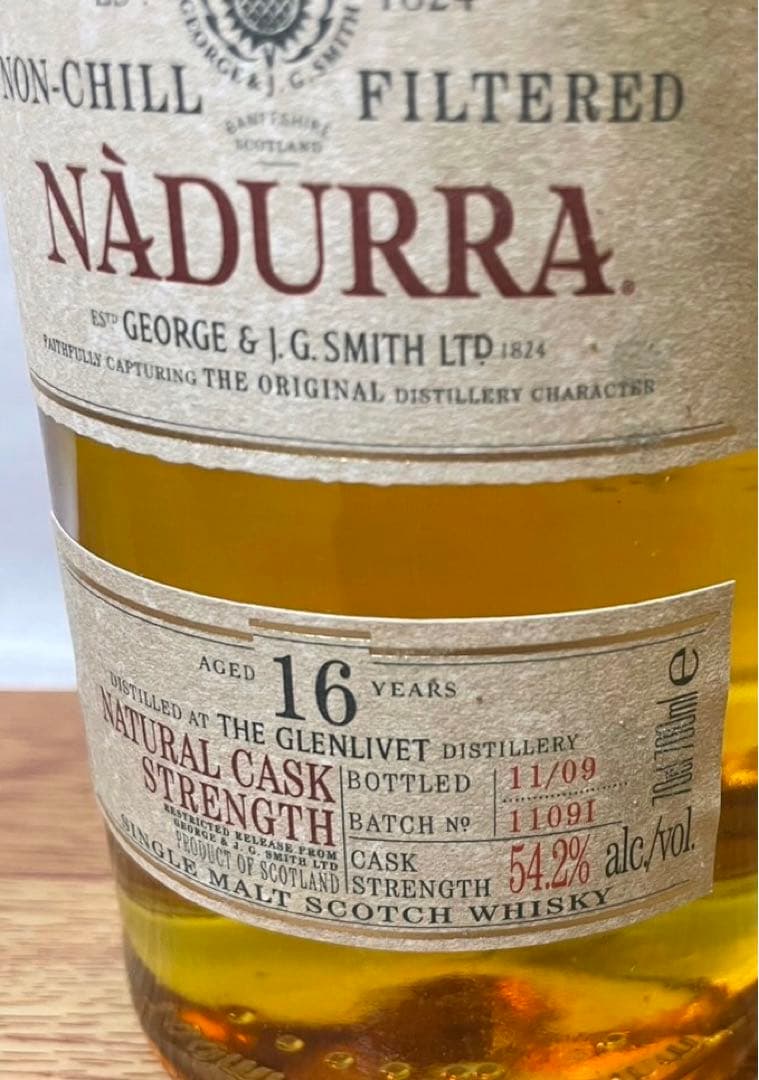 1824
GEORGE & J. G. SMITH
NON-CHILL FILTERED
BANFFSHIRE
SCOTLAND
NÀDURRA.
ESTD GEORGE & J. G. SMITH LTD 1824
FAITHFULLY CAPTURING THE ORIGINAL DISTILLERY CHARACTER
AGED 16 YEARS
DISTILLED AT THE GLENLIVET DISTILLERY
NATURAL CASK
STRENGTH
RESTRICTED RELEASE FROM
GEORGE & J. G. SMITH LTD
PRODUCT OF SCOTLAND
BOTTLED 11/09
BATCH Nº 1109I
CASK
STRENGTH 54.2% alc./vol.
SINGLE MALT SCOTCH WHISKY
70cl 700ml e